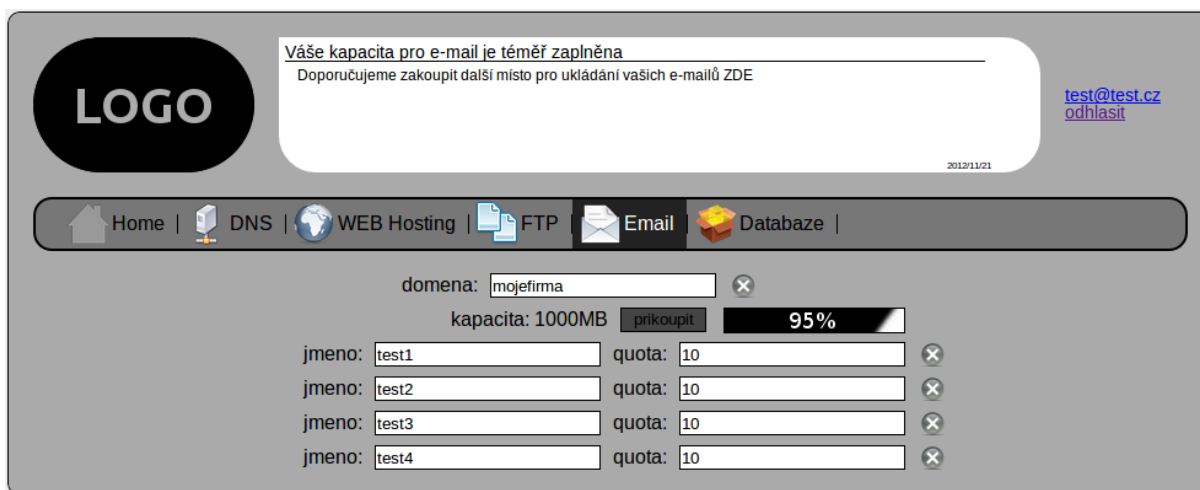 LOGO
Váše kapacita pro e-mail je téměř zaplněna
Doporučujeme zakoupit další místo pro ukládání vašich e-mailů ZDE
2012/11/21
test@test.cz
odhlasit
Home | DNS | WEB Hosting | FTP | Email | Databaze |
domena: mojefirma
kapacita: 1000MB prikoupit 95%
jmeno: test1 quota: 10
jmeno: test2 quota: 10
jmeno: test3 quota: 10
jmeno: test4 quota: 10